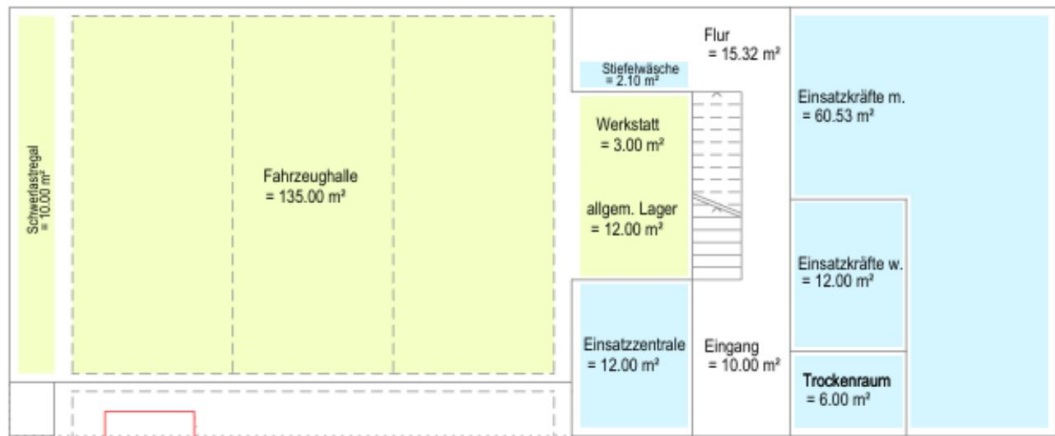 Schwerlastregal
= 10.00 m²
Fahrzeughalle
= 135.00 m²
Stiefelwäsche
= 2.10 m²
Werkstatt
= 3.00 m²
allgem. Lager
= 12.00 m²
Einsatzzentrale
= 12.00 m²
Flur
= 15.32 m²
Eingang
= 10.00 m²
Einsatzkräfte m.
= 60.53 m²
Einsatzkräfte w.
= 12.00 m²
Trockenraum
= 6.00 m²